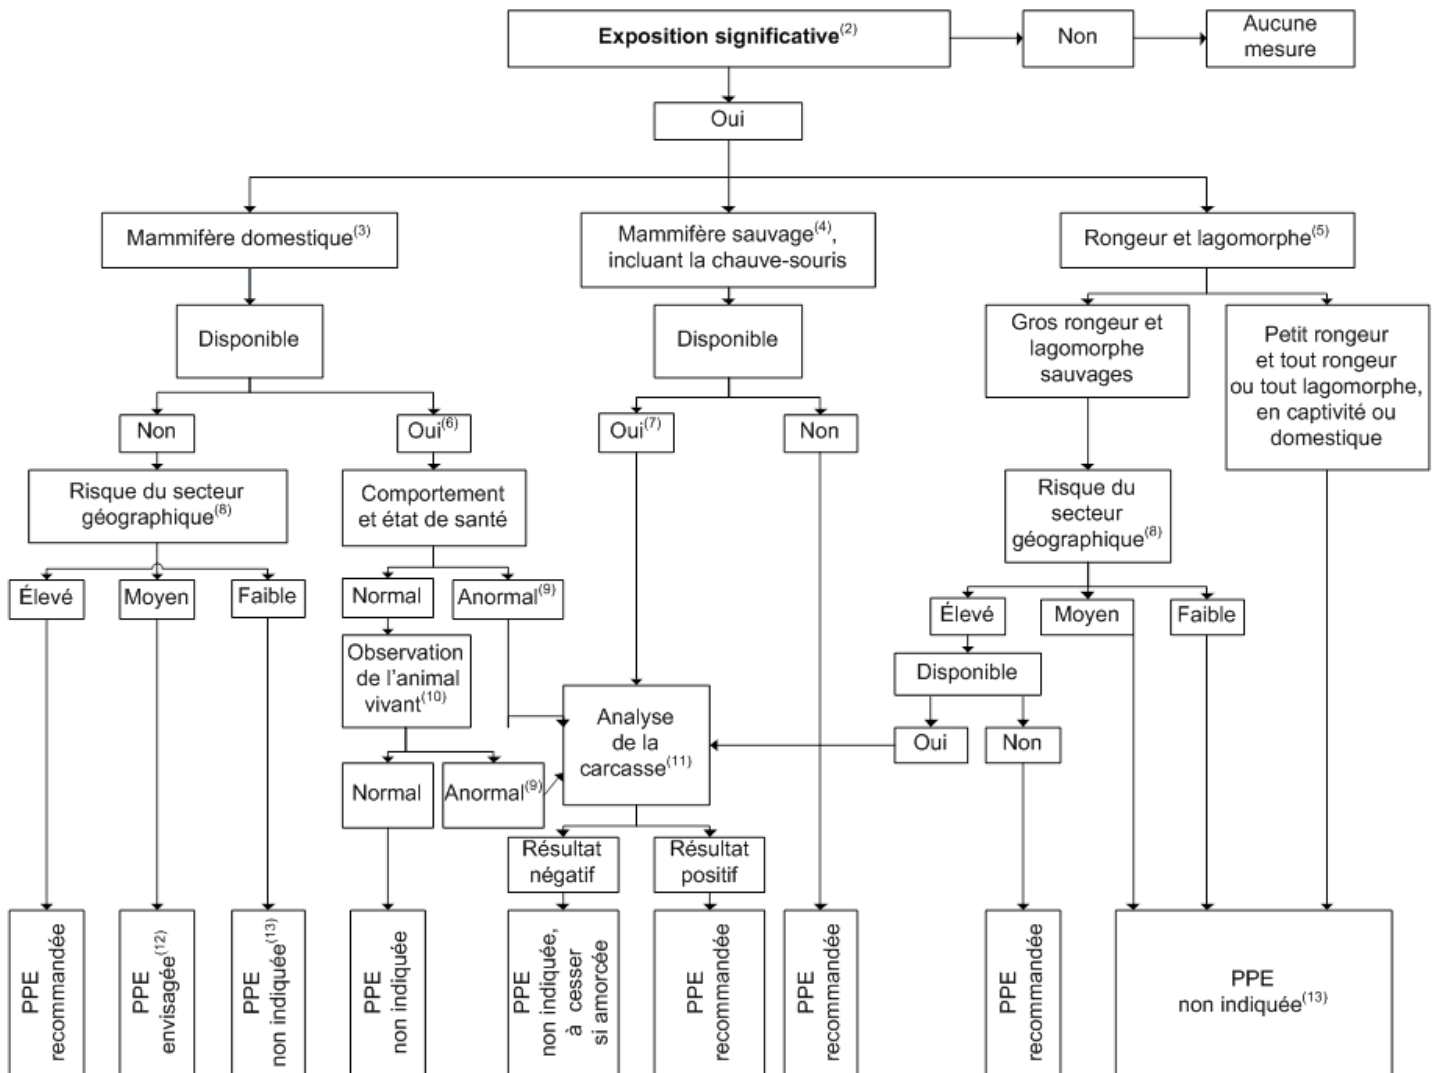 Exposition significative(2)
Non
Aucune
mesure
Oui
Mammifère domestique(3)
Mammifère sauvage(4),
incluant la chauve-souris
Rongeur et lagomorphe(5)
Disponible
Disponible
Gros rongeur et
lagomorphe
sauvages
Petit rongeur
et tout rongeur
ou tout lagomorphe,
en captivité ou
domestique
Non
Oui(6)
Oui(7)
Non
Risque du secteur
géographique(8)
Comportement
et état de santé
Risque du
secteur
géographique(8)
Élevé
Moyen
Faible
Normal
Anormal(9)
Élevé
Moyen
Faible
Observation
de l'animal
vivant(10)
Disponible
Analyse
de la
carcasse(11)
Oui
Non
Normal
Anormal(9)
Résultat
négatif
Résultat
positif
PPE
recommandée
PPE
envisagée(12)
PPE
non indiquée(13)
PPE
non indiquée
PPE
non indiquée,
à cesser
si amorcée
PPE
recommandée
PPE
recommandée
PPE
recommandée
PPE
non indiquée(13)